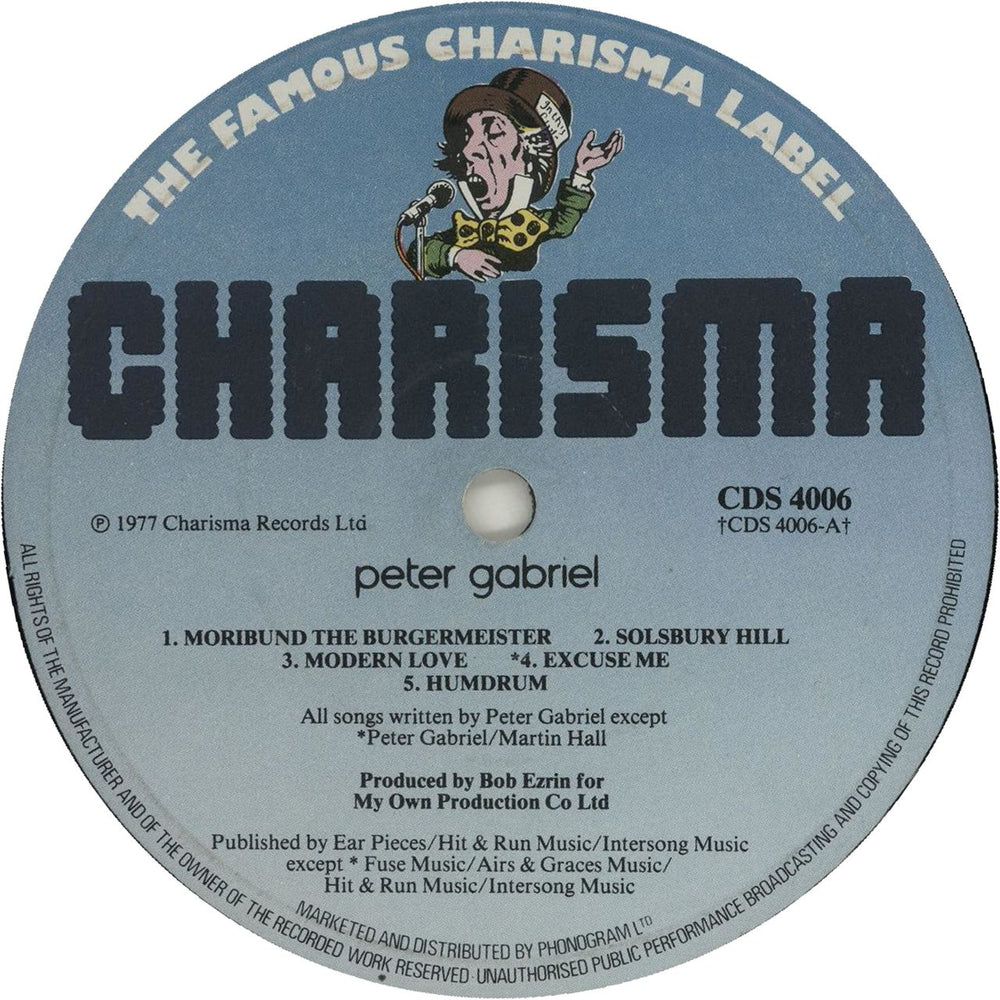 THE FAMOUS CHARISMA LABEL
In this
CHARISMA
℗ 1977 Charisma Records Ltd
CDS 4006
†CDS 4006-A†
peter gabriel
1. MORIBUND THE BURGERMEISTER 2. SOLSBURY HILL
3. MODERN LOVE *4. EXCUSE ME
5. HUMDRUM
All songs written by Peter Gabriel except
*Peter Gabriel/Martin Hall
Produced by Bob Ezrin for
My Own Production Co Ltd
Published by Ear Pieces/Hit & Run Music/Intersong Music
except * Fuse Music/Airs & Graces Music/
Hit & Run Music/Intersong Music
MARKETED AND DISTRIBUTED BY PHONOGRAM LTD
ALL RIGHTS OF THE MANUFACTURER AND OF THE OWNER OF THE RECORDED WORK RESERVED · UNAUTHORISED PUBLIC PERFORMANCE BROADCASTING AND COPYING OF THIS RECORD PROHIBITED